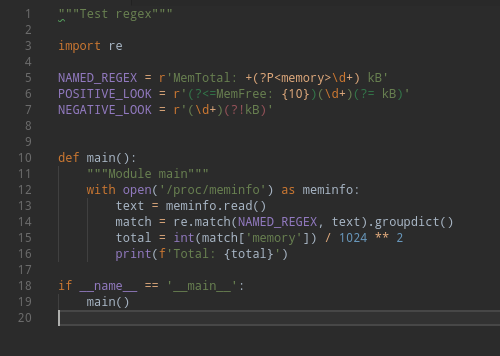 1 """Test regex"""
2
3 import re
4
5 NAMED_REGEX = r'MemTotal: +(?P<memory>\d+) kB'
6 POSITIVE_LOOK = r'(?<=MemFree: {10})(\d+)(?= kB)'
7 NEGATIVE_LOOK = r'(\d+)(?!kB)'
8
9
10 def main():
11     """Module main"""
12     with open('/proc/meminfo') as meminfo:
13         text = meminfo.read()
14         match = re.match(NAMED_REGEX, text).groupdict()
15         total = int(match['memory']) / 1024 ** 2
16         print(f'Total: {total}')
17
18 if __name__ == '__main__':
19     main()
20